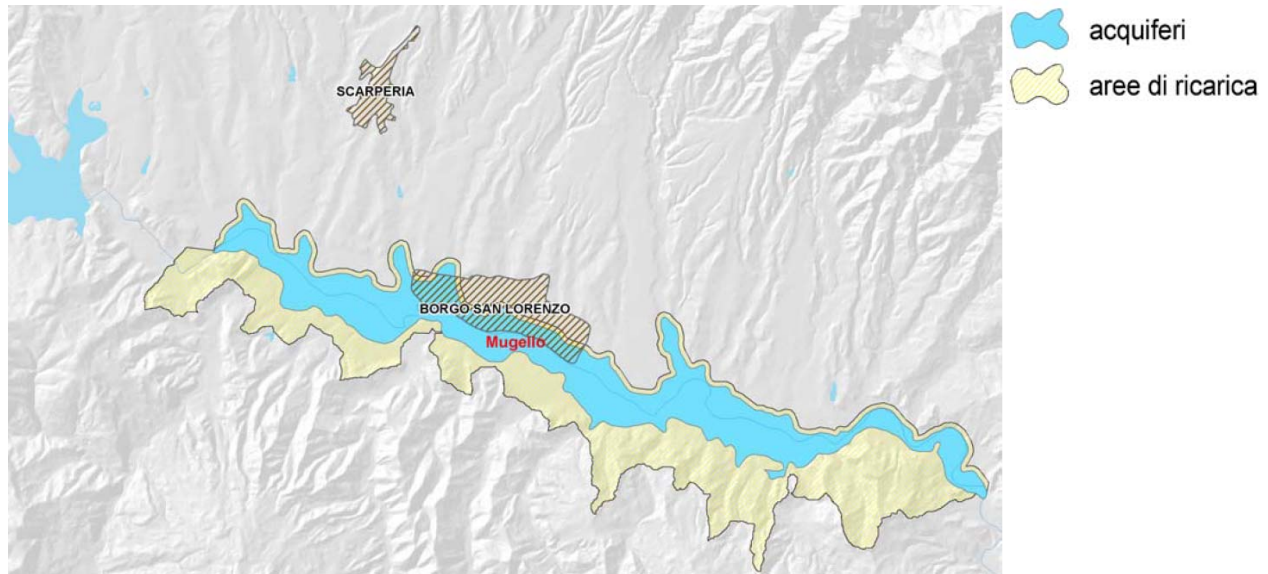 SCARPERIA
BORGO SAN LORENZO
Mugello
acquiferi
aree di ricarica